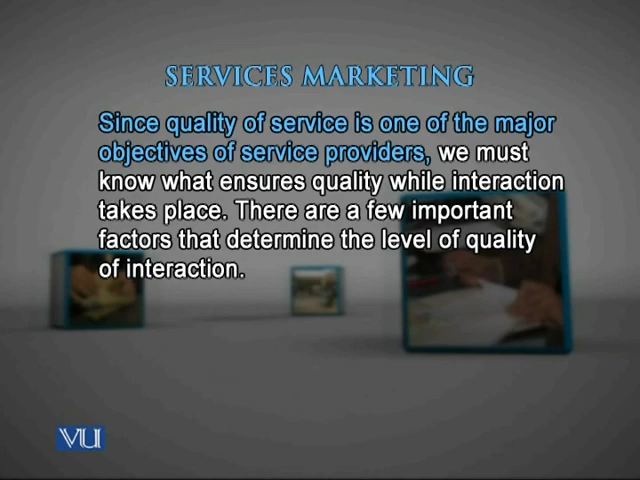 SERVICES MARKETING
Since quality of service is one of the major
objectives of service providers, we must
know what ensures quality while interaction
takes place. There are a few important
factors that determine the level of quality
of interaction.
VU